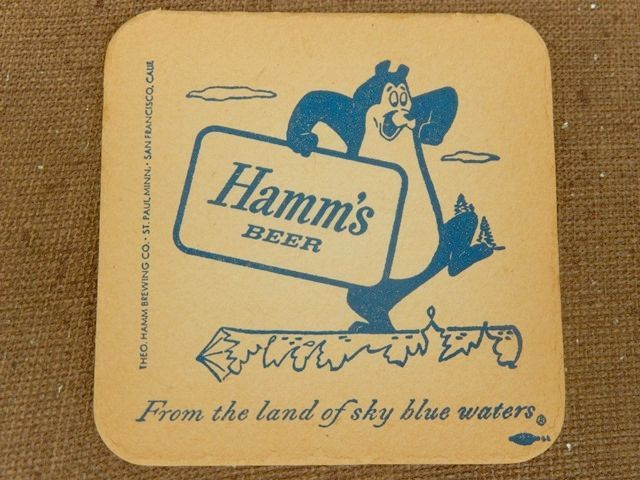 THEO. HAMM BREWING CO. · ST. PAUL MINN. · SAN FRANCISCO, CALIF.
Hamm's
BEER
From the land of sky blue waters®